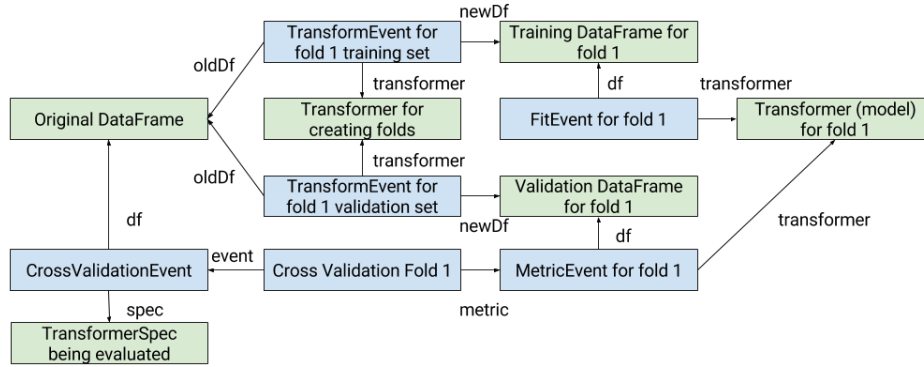 newDf
TransformEvent for
fold 1 training set
Training DataFrame for
fold 1
oldDf
transformer
df
transformer
Original DataFrame
Transformer for
creating folds
FitEvent for fold 1
Transformer (model)
for fold 1
transformer
oldDf
TransformEvent for
fold 1 validation set
Validation DataFrame
for fold 1
transformer
newDf
df
df
event
CrossValidationEvent
Cross Validation Fold 1
MetricEvent for fold 1
spec
metric
TransformerSpec
being evaluated